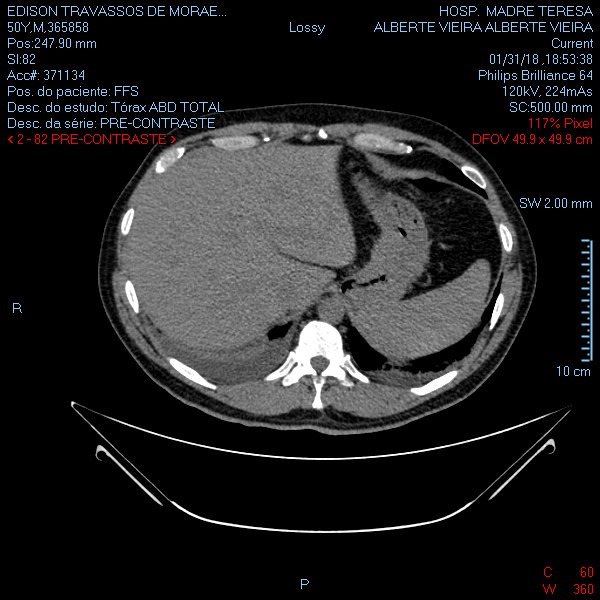 EDISON TRAVASSOS DE MORAE...
50Y,M,365858
Pos:247.90 mm
SI:82
Acc#: 371134
Pos. do paciente: FFS
Desc. do estudo: Tórax ABD TOTAL
Desc. da série: PRE-CONTRASTE
< 2 - 82 PRE-CONTRASTE >
Lossy
HOSP. MADRE TERESA
ALBERTE VIEIRA ALBERTE VIEIRA
Current
01/31/18 ,18:53:38
Philips Brilliance 64
120kV, 224mAs
SC:500.00 mm
117% Pixel
DFOV 49.9 x 49.9 cm
SW 2.00 mm
R
10 cm
P
C 60
W 360